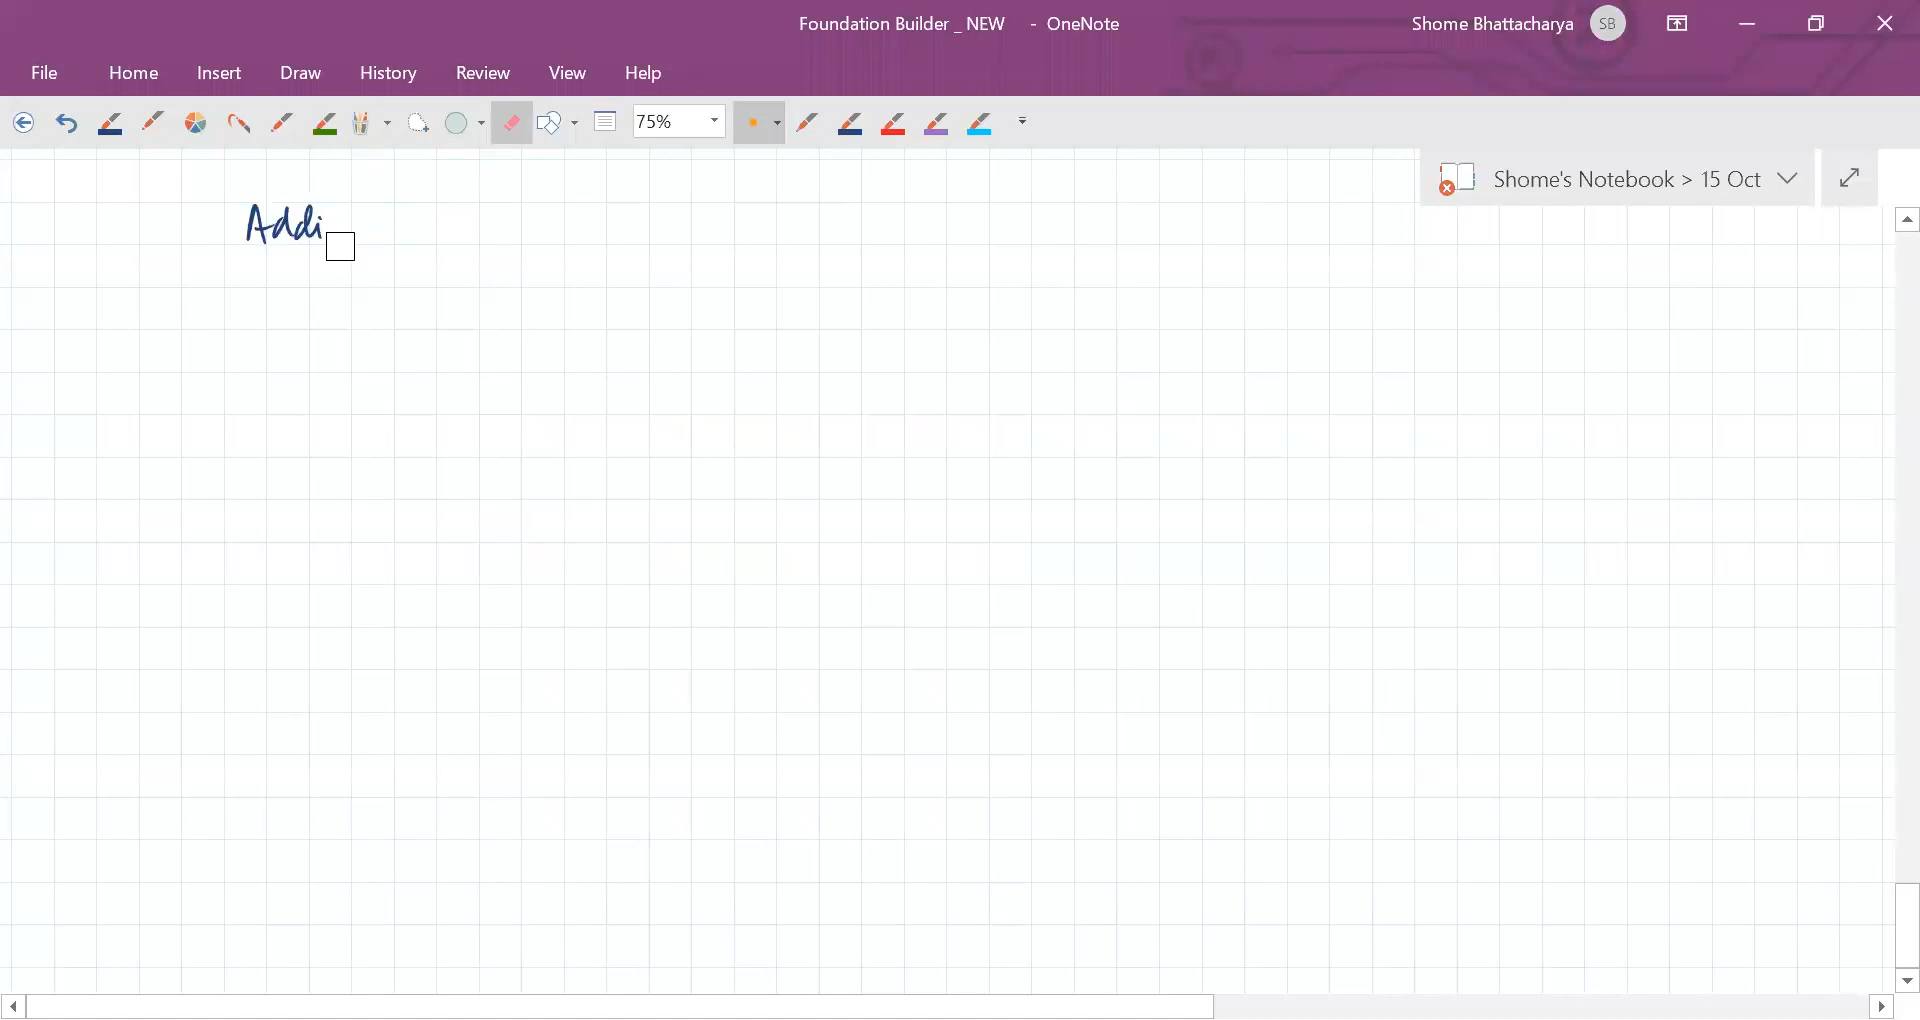 Foundation Builder _ NEW - OneNote
Shome Bhattacharya SB
File Home Insert Draw History Review View Help
75%
Shome's Notebook > 15 Oct
Addi